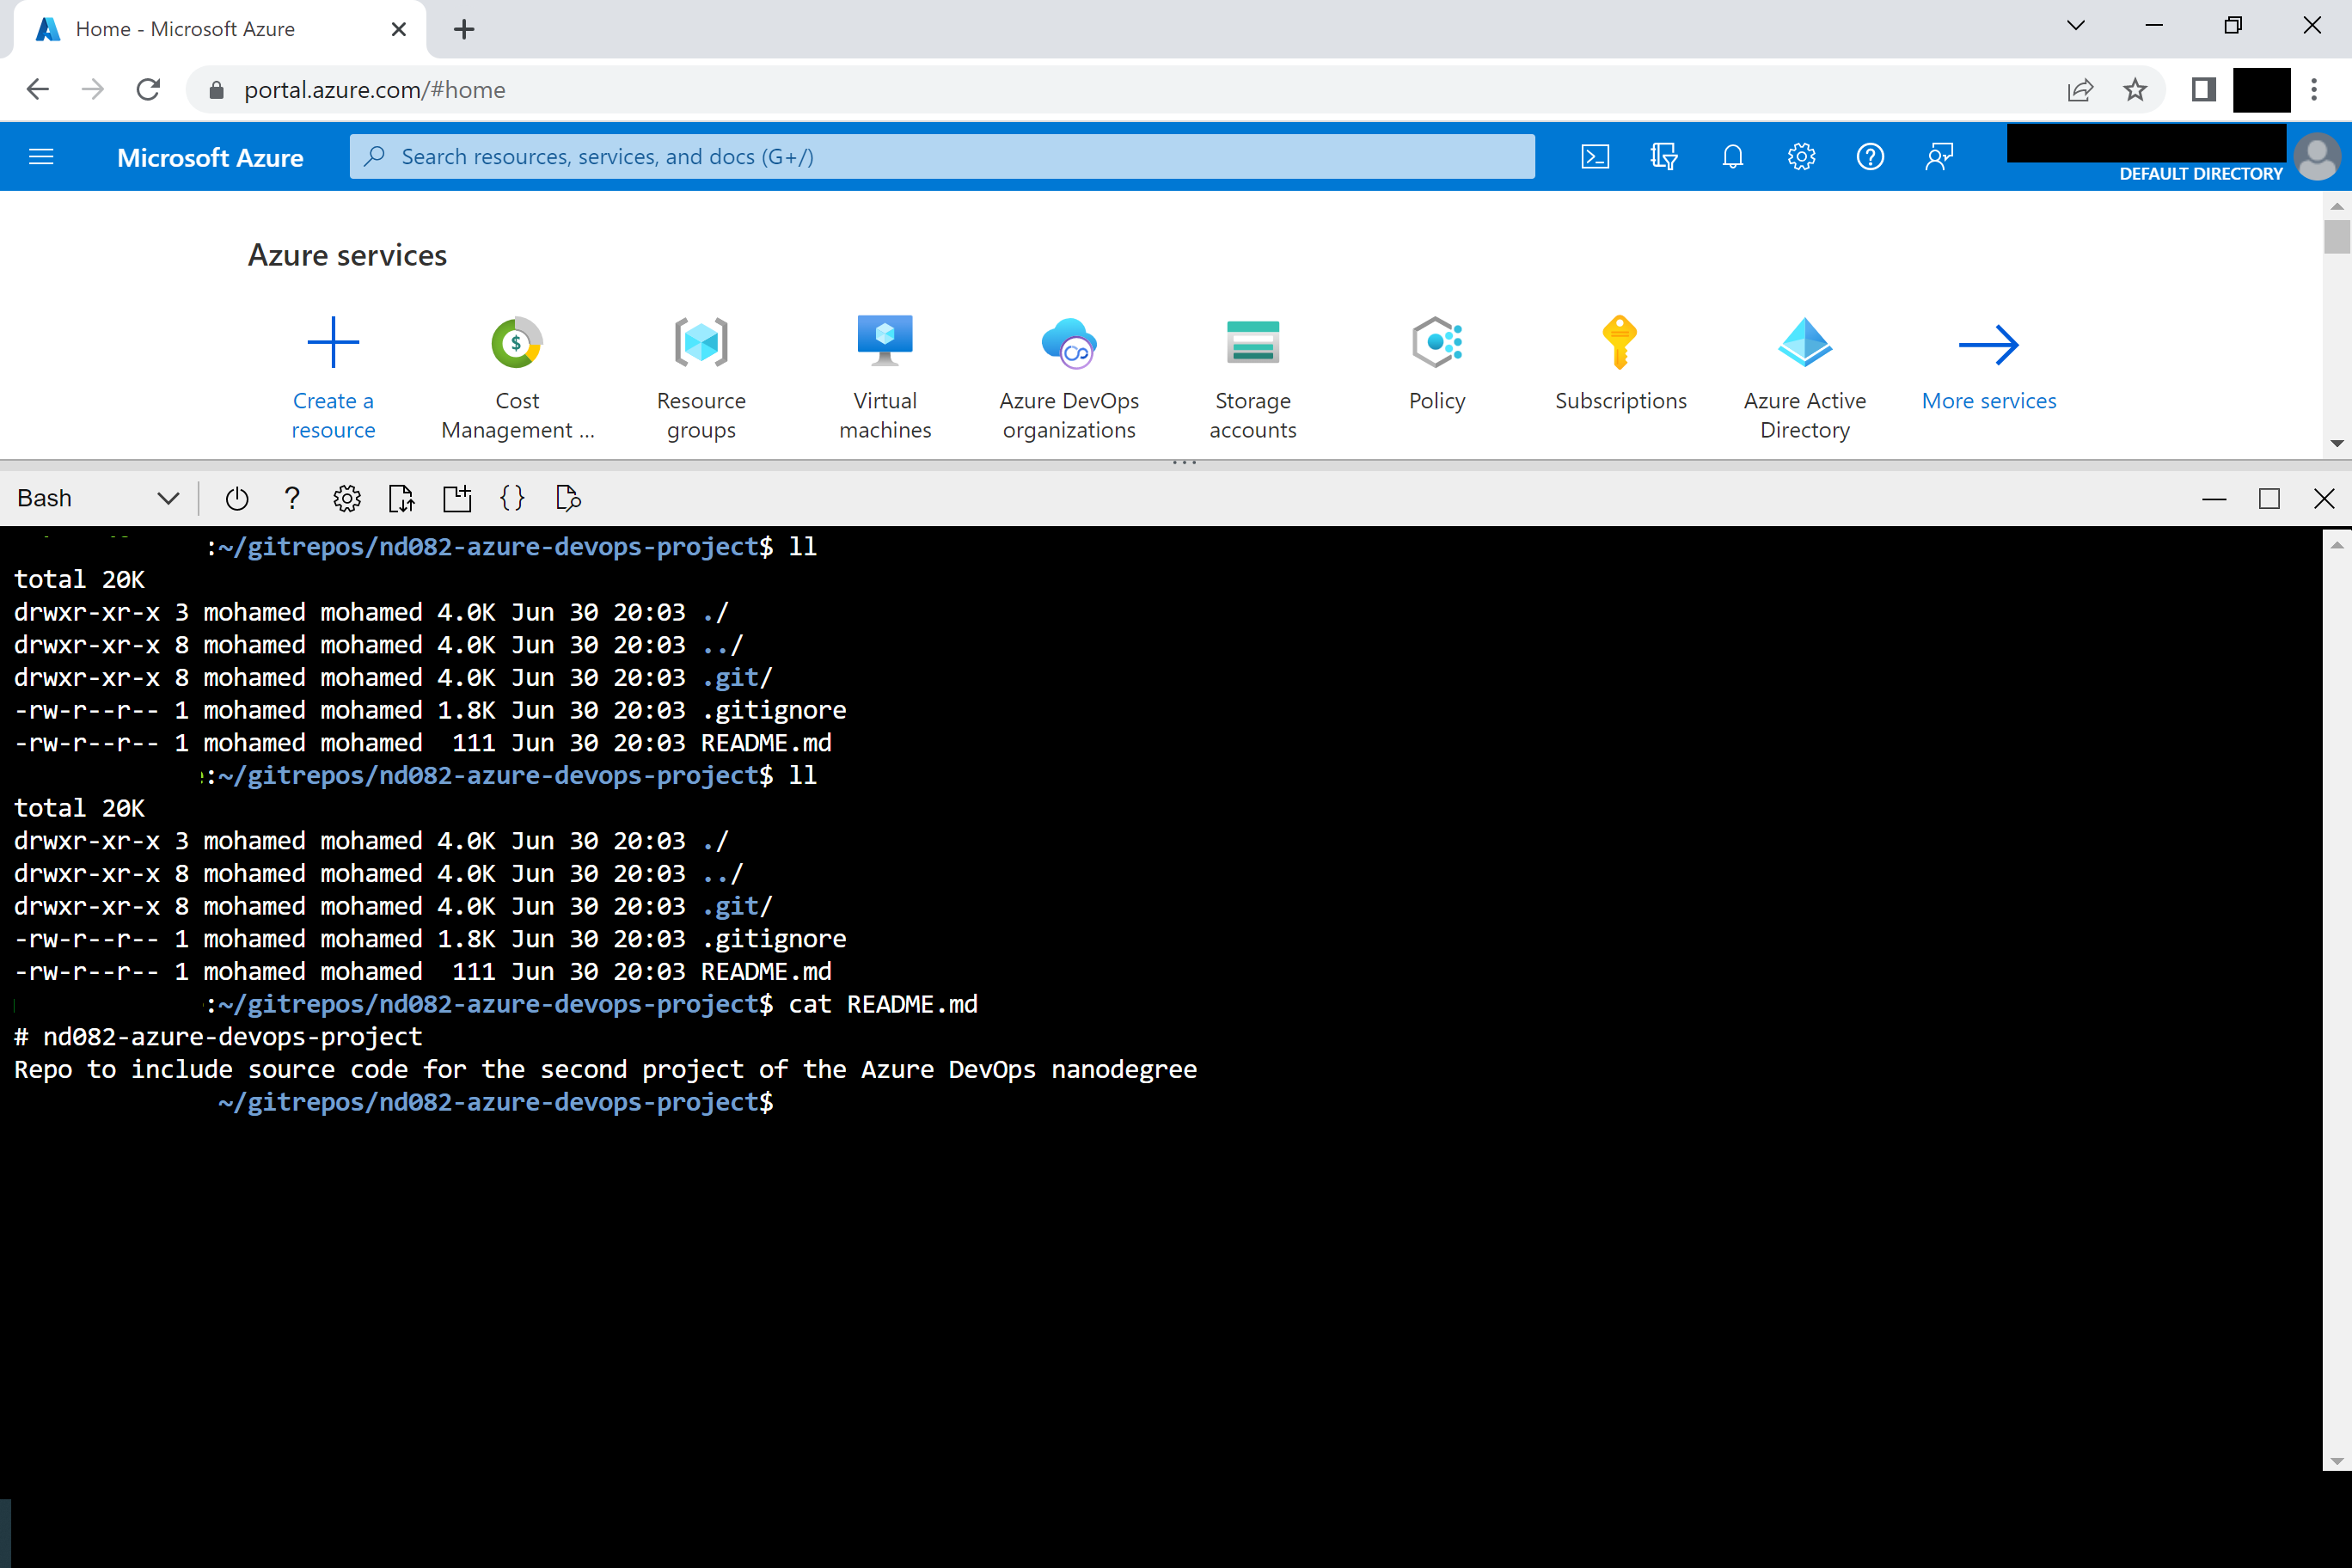 Home - Microsoft Azure
portal.azure.com/#home
Microsoft Azure
Search resources, services, and docs (G+/)
DEFAULT DIRECTORY
Azure services
Create a resource
Cost Management ...
Resource groups
Virtual machines
Azure DevOps organizations
Storage accounts
Policy
Subscriptions
Azure Active Directory
More services
Bash
:~/gitrepos/nd082-azure-devops-project$ ll
total 20K
drwxr-xr-x 3 mohamed mohamed 4.0K Jun 30 20:03 ./
drwxr-xr-x 8 mohamed mohamed 4.0K Jun 30 20:03 ../
drwxr-xr-x 8 mohamed mohamed 4.0K Jun 30 20:03 .git/
-rw-r--r-- 1 mohamed mohamed 1.8K Jun 30 20:03 .gitignore
-rw-r--r-- 1 mohamed mohamed  111 Jun 30 20:03 README.md
:~/gitrepos/nd082-azure-devops-project$ ll
total 20K
drwxr-xr-x 3 mohamed mohamed 4.0K Jun 30 20:03 ./
drwxr-xr-x 8 mohamed mohamed 4.0K Jun 30 20:03 ../
drwxr-xr-x 8 mohamed mohamed 4.0K Jun 30 20:03 .git/
-rw-r--r-- 1 mohamed mohamed 1.8K Jun 30 20:03 .gitignore
-rw-r--r-- 1 mohamed mohamed  111 Jun 30 20:03 README.md
:~/gitrepos/nd082-azure-devops-project$ cat README.md
# nd082-azure-devops-project
Repo to include source code for the second project of the Azure DevOps nanodegree
~/gitrepos/nd082-azure-devops-project$